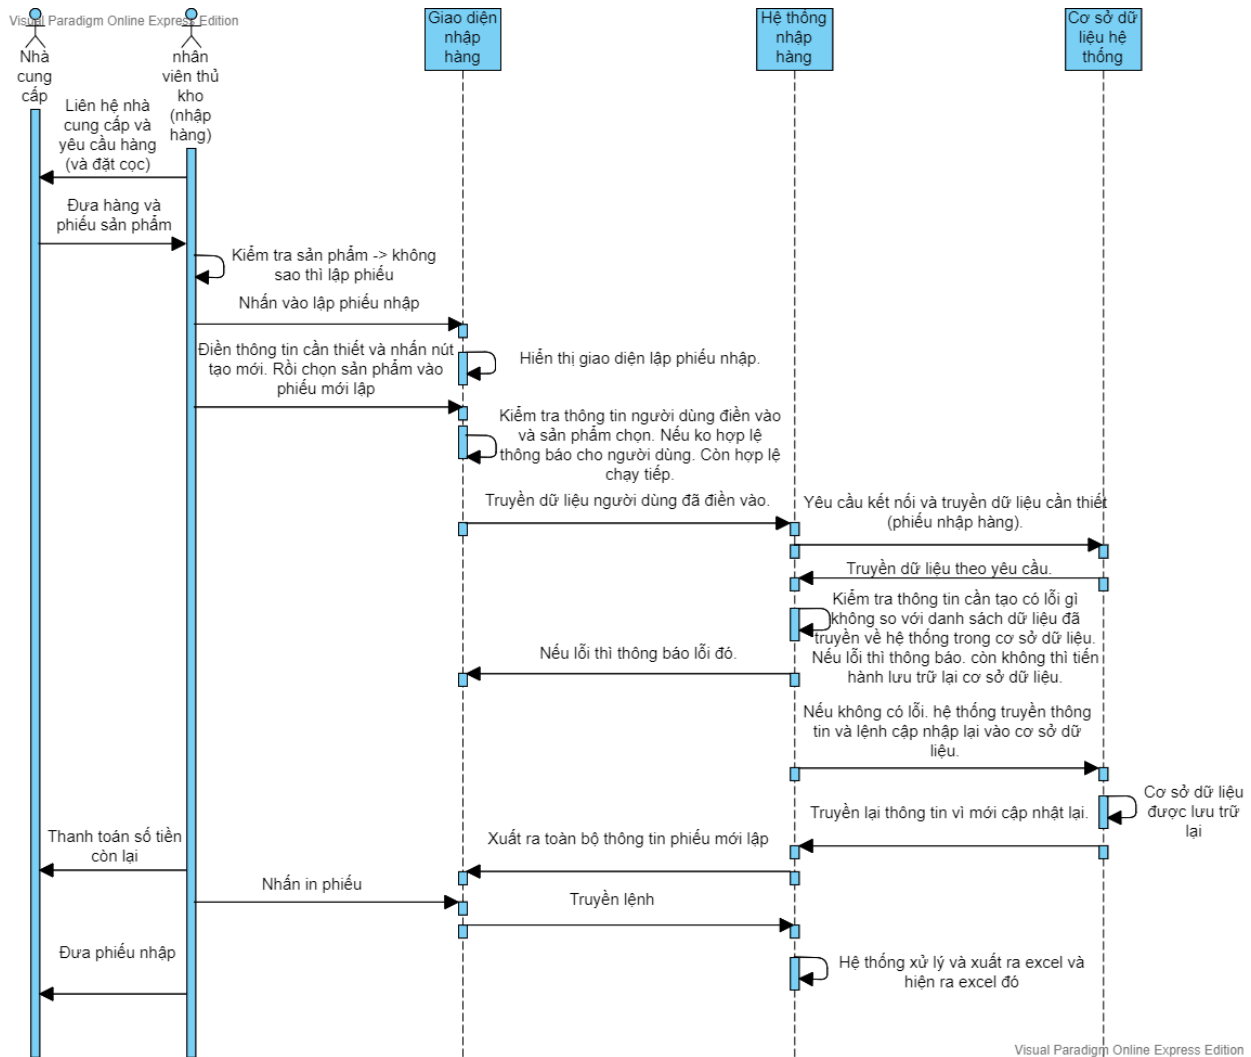 Visual Paradigm Online Express Edition
Nhà
cung
cấp
nhân
viên thủ
kho
(nhập
hàng)
Giao diện
nhập
hàng
Hệ thông
nhập
hàng
Cơ sở dữ
liệu hệ
thống
Liên hệ nhà
cung cấp và
yêu cầu hàng
(và đặt cọc)
Đưa hàng và
phiếu sản phẩm
Kiểm tra sản phẩm -> không
sao thì lập phiếu
Nhấn vào lập phiếu nhập
Hiển thị giao diện lập phiếu nhập.
Điền thông tin cần thiết và nhấn nút
tạo mới. Rồi chọn sản phẩm vào
phiếu mới lập
Kiểm tra thông tin người dùng điền vào
và sản phẩm chọn. Nếu ko hợp lệ
thông báo cho người dùng. Còn hợp lệ
chạy tiếp.
Truyền dữ liệu người dùng đã điền vào.
Yêu cầu kết nối và truyền dữ liệu cần thiết
(phiếu nhập hàng).
Truyền dữ liệu theo yêu cầu.
Kiểm tra thông tin cần tạo có lỗi gì
không so với danh sách dữ liệu đã
truyền về hệ thống trong cơ sở dữ liệu.
Nếu lỗi thì thông báo. còn không thì tiến
hành lưu trữ lại cơ sở dữ liệu.
Nếu lỗi thì thông báo lỗi đó.
Nếu không có lỗi. hệ thống truyền thông
tin và lệnh cập nhập lại vào cơ sở dữ
liệu.
Cơ sở dữ liệu
được lưu trữ
lại
Truyền lại thông tin vì mới cập nhật lại.
Xuất ra toàn bộ thông tin phiếu mới lập
Thanh toán số tiền
còn lại
Nhấn in phiếu
Truyền lệnh
Đưa phiếu nhập
Hệ thống xử lý và xuất ra excel và
hiện ra excel đó
Visual Paradigm Online Express Edition